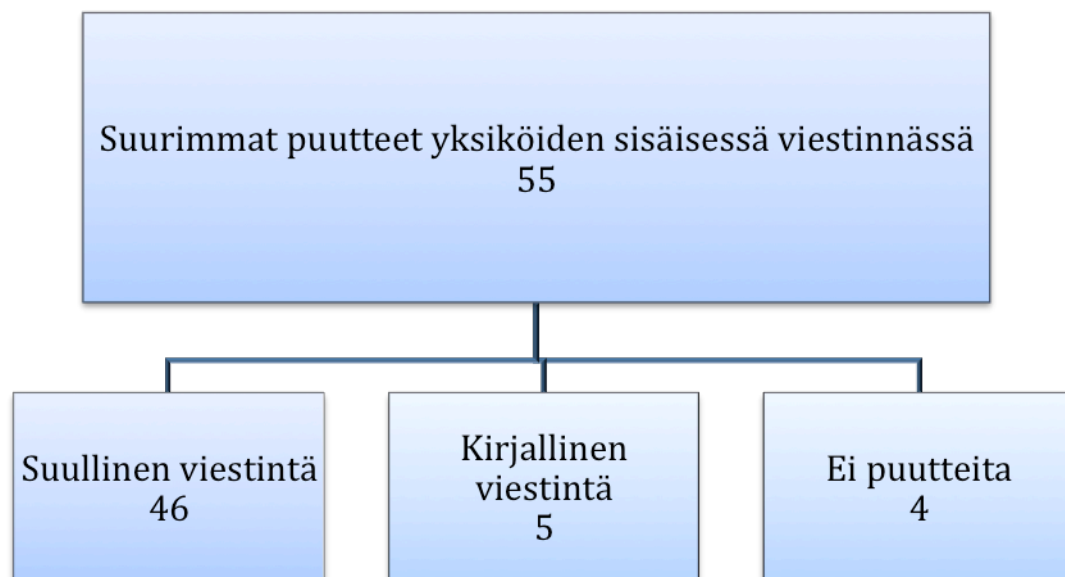 Suurimmat puutteet yksiköiden sisäisessä viestinnässä
55
Suullinen viestintä
46
Kirjallinen
viestintä
5
Ei puutteita
4